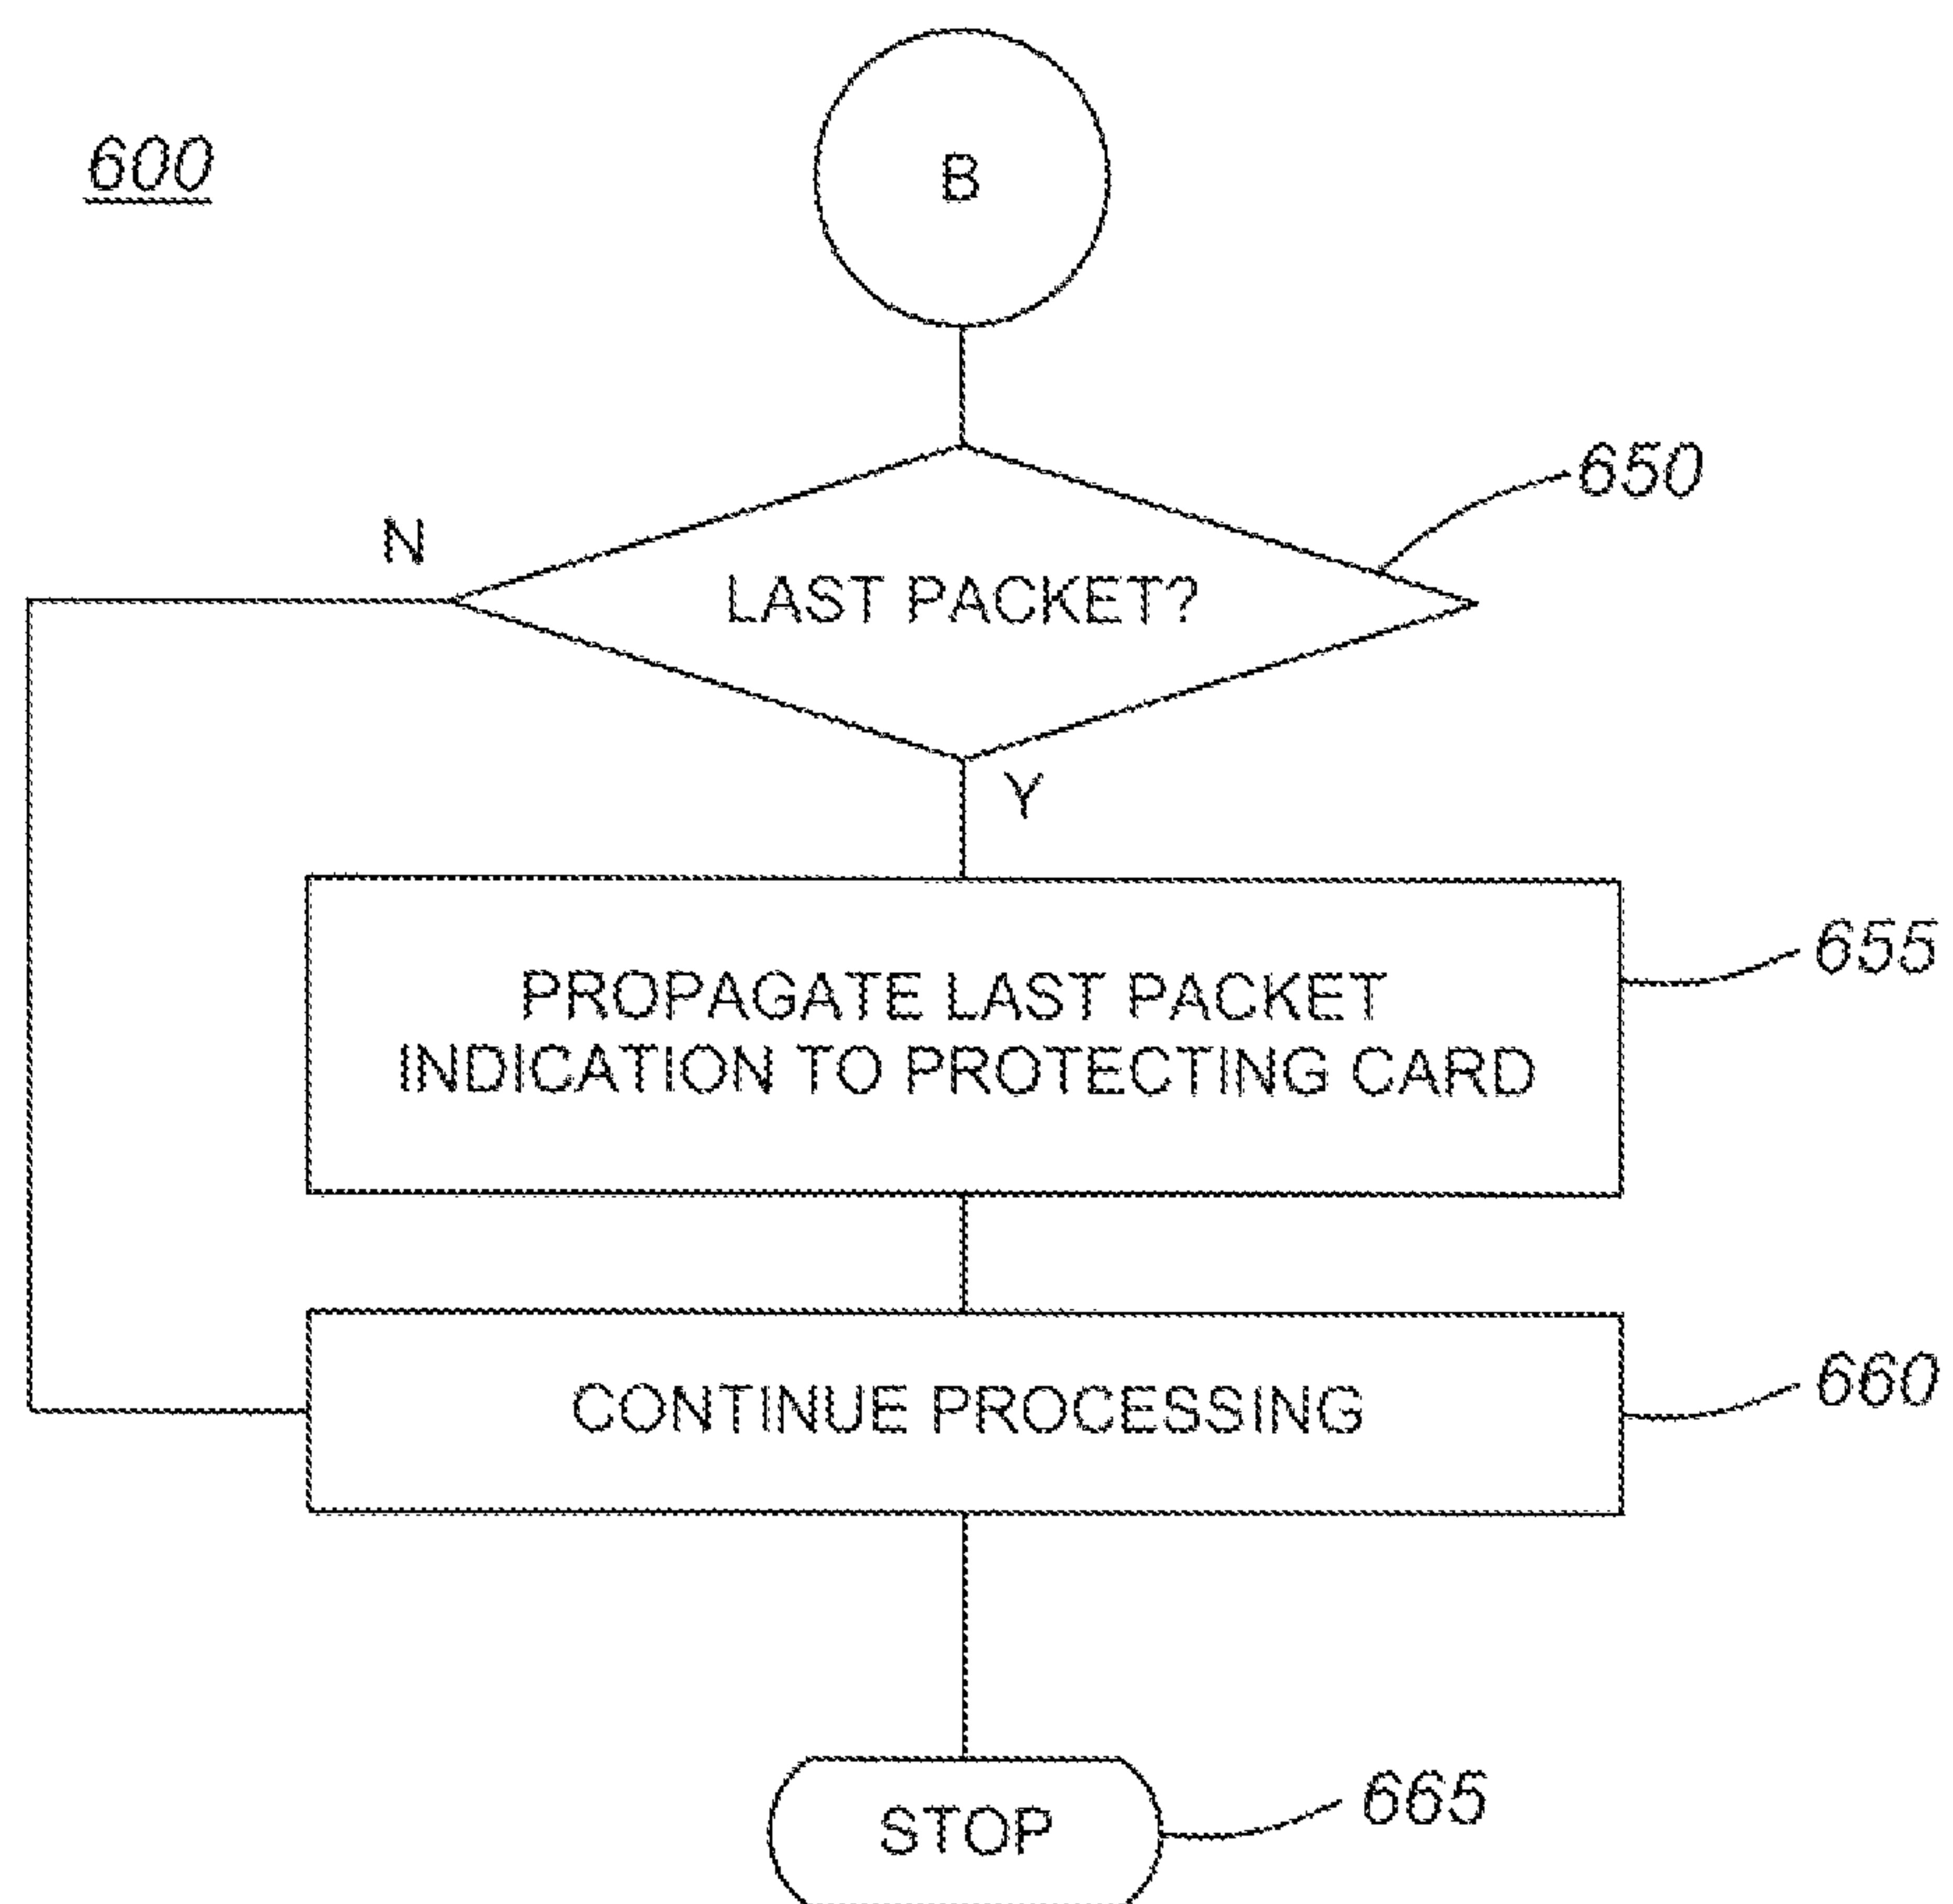 600
B
650
N
LAST PACKET?
Y
PROPAGATE LAST PACKET
INDICATION TO PROTECTING CARD
655
CONTINUE PROCESSING
660
STOP
665